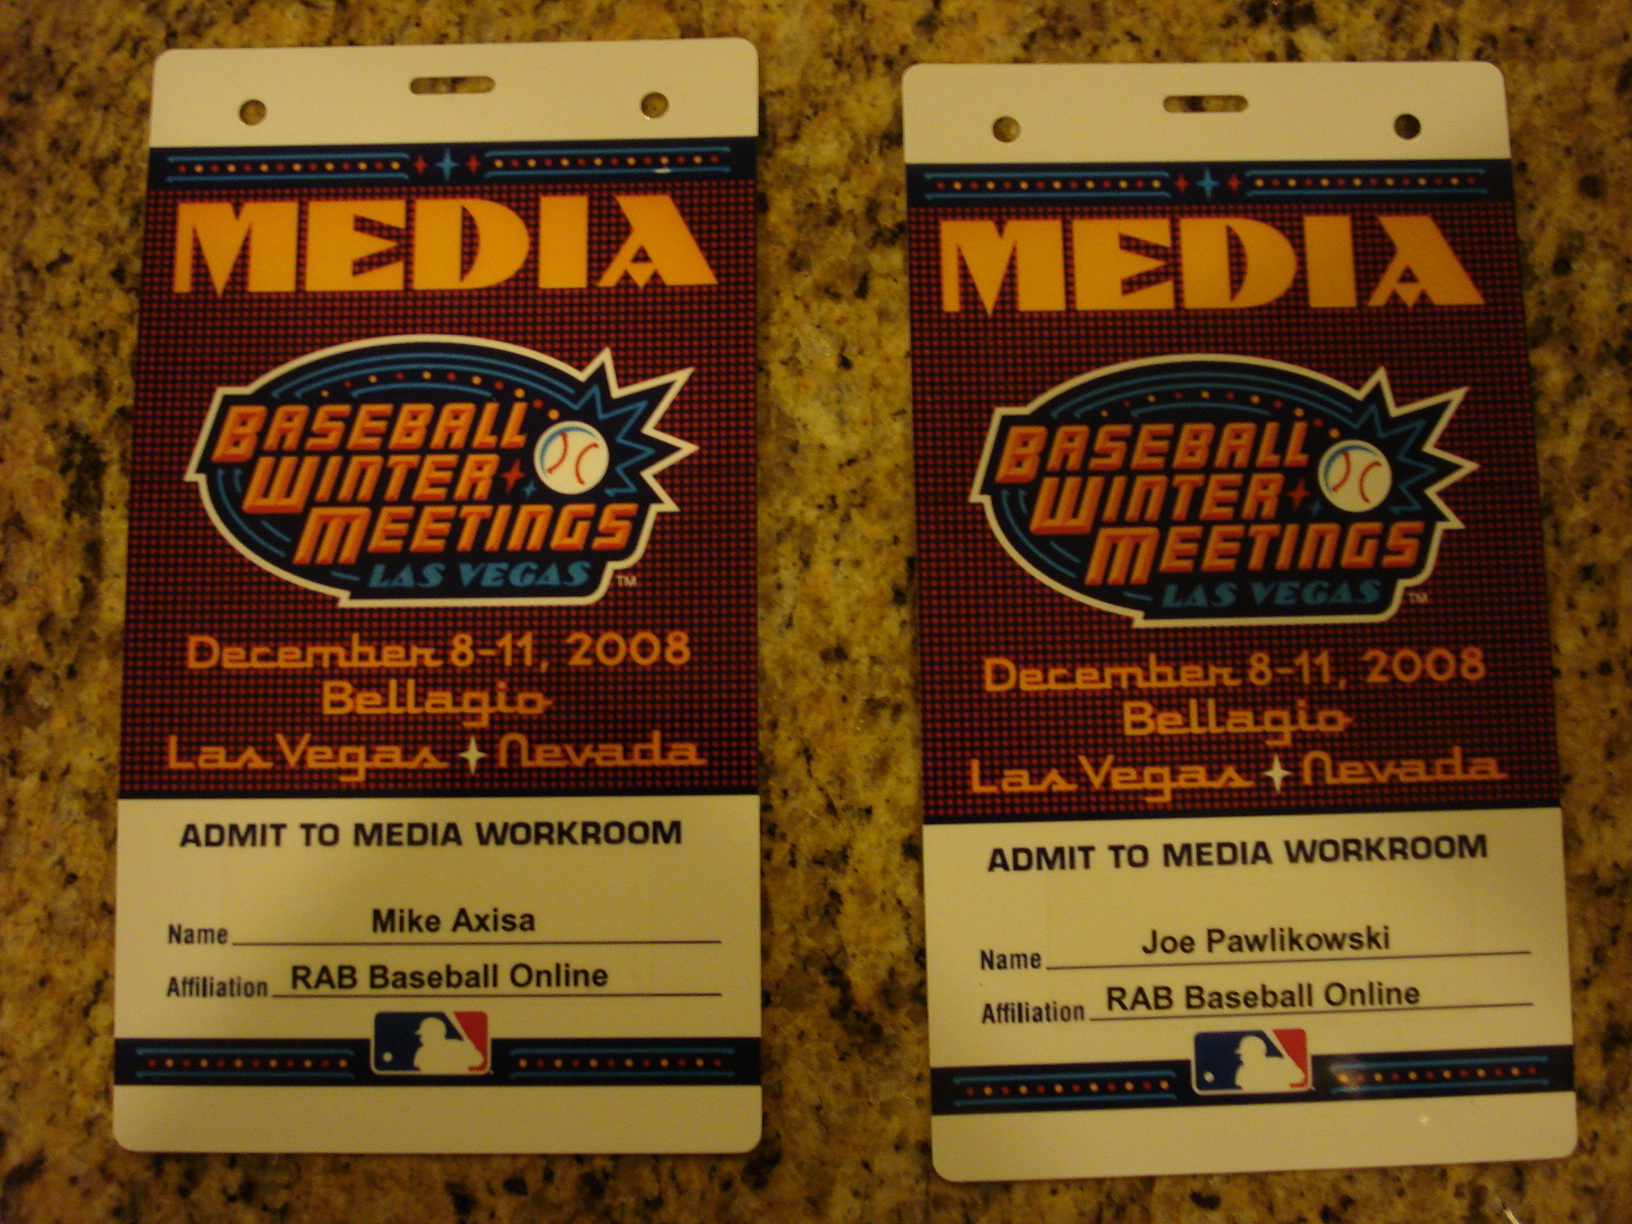 MEDIA
BASEBALL
WINTER
MEETINGS
LAS VEGAS
TM
December 8-11, 2008
Bellagio
Las Vegas Nevada
ADMIT TO MEDIA WORKROOM
Name Mike Axisa
Affiliation RAB Baseball Online
MEDIA
BASEBALL
WINTER
MEETINGS
LAS VEGAS
TM
December 8-11, 2008
Bellagio
Las Vegas Nevada
ADMIT TO MEDIA WORKROOM
Name Joe Pawlikowski
Affiliation RAB Baseball Online